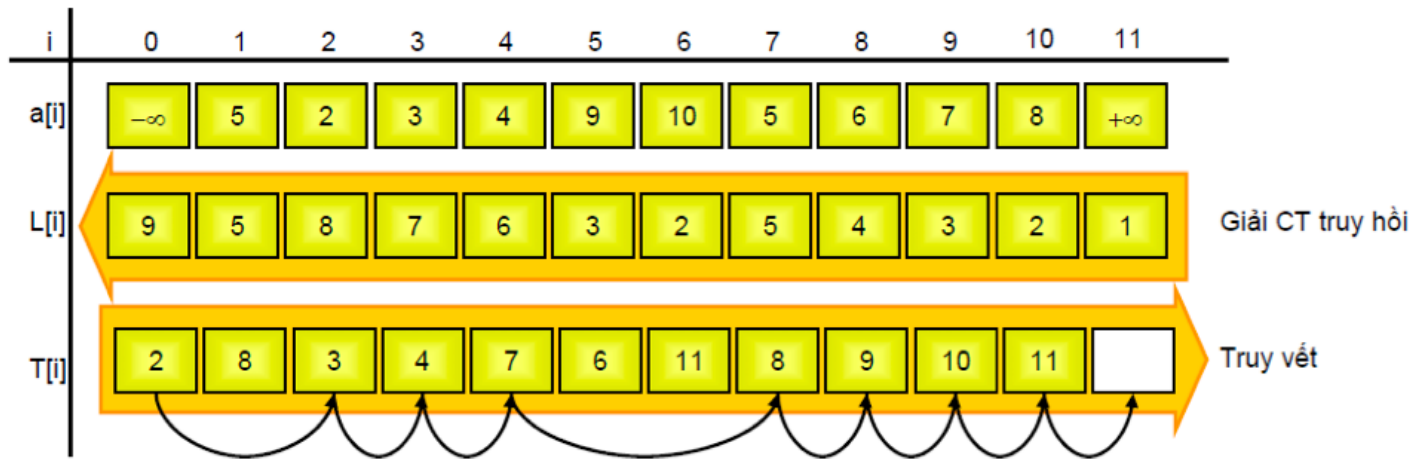 i 0 1 2 3 4 5 6 7 8 9 10 11
a[i] −∞ 5 2 3 4 9 10 5 6 7 8 +∞
L[i] 9 5 8 7 6 3 2 5 4 3 2 1 Giải CT truy hồi
T[i] 2 8 3 4 7 6 11 8 9 10 11 Truy vết